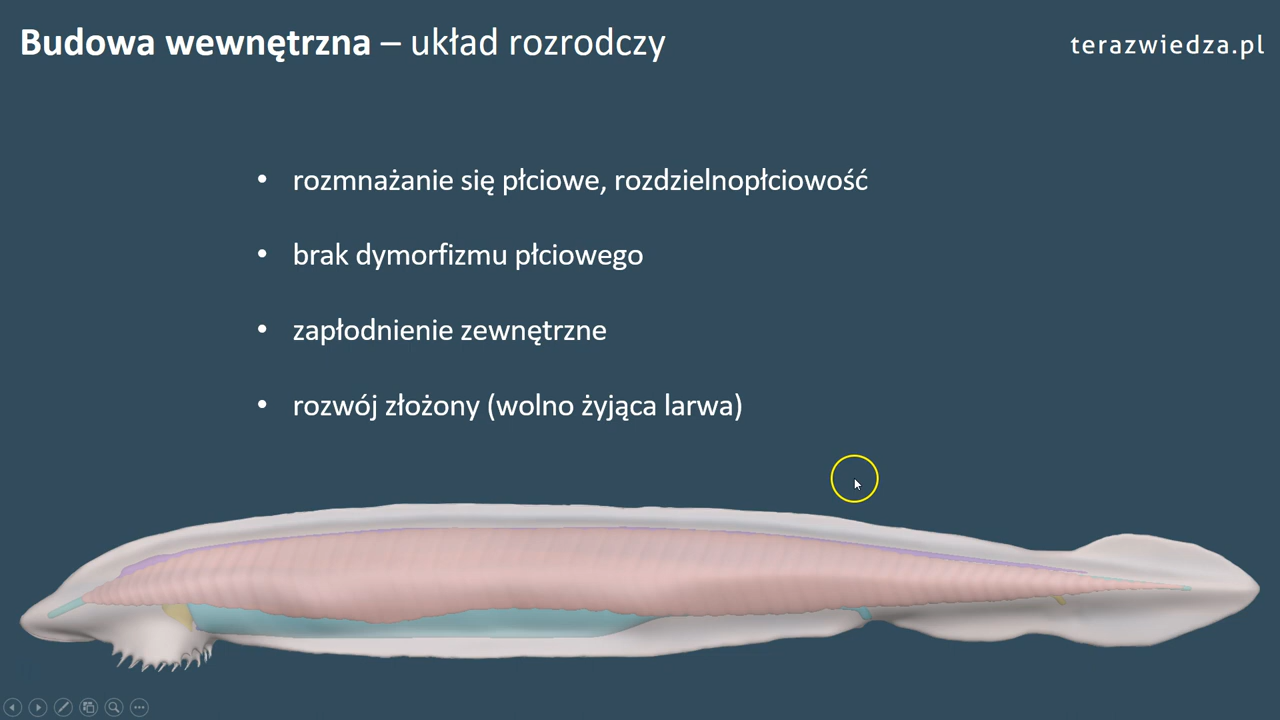 Budowa wewnętrzna – układ rozrodczy
terazwiedza.pl
• rozmnażanie się płciowe, rozdzielnopłciowość
• brak dymorfizmu płciowego
• zapłodnienie zewnętrzne
• rozwój złożony (wolno żyjąca larwa)